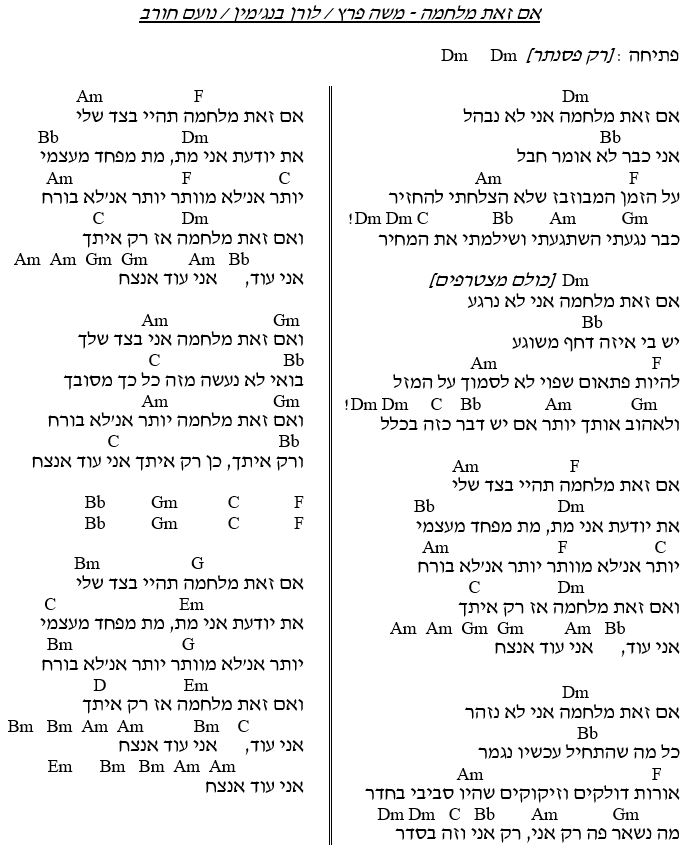 אם זאת מלחמה - משה פרץ / לורן בנג'מין / נועם חורב
פתיחה: [רק פסנתר] Dm Dm
Dm
אם זאת מלחמה אני לא נבהל
Bb
אני כבר לא אומר חבל
Am F
על הזמן המבוזבז שלא הצלחתי להחזיר
!Dm Dm C Bb Am Gm
כבר נגעתי השתגעתי ושילמתי את המחיר
[כולם מצטרפים] Dm
אם זאת מלחמה אני לא נרגע
Bb
יש בי איזה דחף משוגע
Am F
להיות פתאום שפוי לא לסמוך על המזל
!Dm Dm C Bb Am Gm
ולאהוב אותך יותר אם יש דבר כזה בכלל
Am F
אם זאת מלחמה תהיי בצד שלי
Bb Dm
את יודעת אני מת, מת מפחד מעצמי
Am F C
יותר אנ'לא מוותר יותר אנ'לא בורח
C Dm
ואם זאת מלחמה אז רק איתך
Am Am Gm Gm Am Bb
אני עוד, אני עוד אנצח
Dm
אם זאת מלחמה אני לא נזהר
Bb
כל מה שהתחיל עכשיו נגמר
Am F
אורות דולקים וזיקוקים שהיו סביבי בחדר
Dm Dm C Bb Am Gm
מה נשאר פה רק אני, רק אני וזה בסדר
Am F
אם זאת מלחמה תהיי בצד שלי
Bb Dm
את יודעת אני מת, מת מפחד מעצמי
Am F C
יותר אנ'לא מוותר יותר אנ'לא בורח
C Dm
ואם זאת מלחמה אז רק איתך
Am Am Gm Gm Am Bb
אני עוד, אני עוד אנצח
Am Gm
ואם זאת מלחמה אני בצד שלך
C Bb
בואי לא נעשה מזה כל כך מסובך
Am Gm
ואם זאת מלחמה יותר אנ'לא בורח
C Bb
ורק איתך, כן רק איתך אני עוד אנצח
Bb Gm C F
Bb Gm C F
Bm G
אם זאת מלחמה תהיי בצד שלי
C Em
את יודעת אני מת, מת מפחד מעצמי
Bm G
יותר אנ'לא מוותר יותר אנ'לא בורח
D Em
ואם זאת מלחמה אז רק איתך
Bm Bm Am Am Bm C
אני עוד, אני עוד אנצח
Em Bm Bm Am Am
אני עוד אנצח